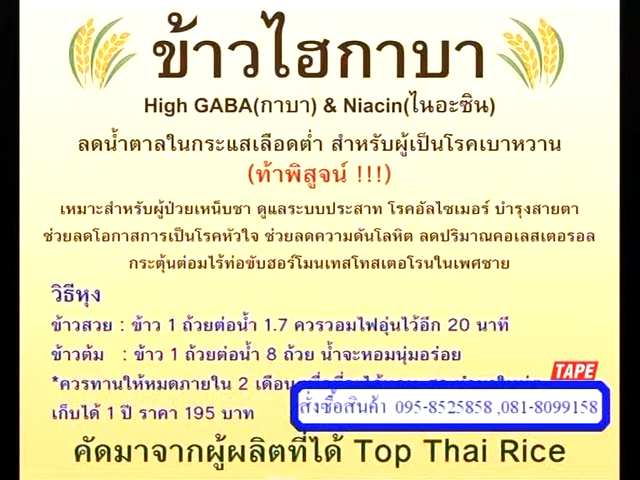 ข้าวไฮกาบา
High GABA(กาบา) & Niacin(ไนอะซิน)
ลดน้ำตาลในกระแสเลือดต่ำ สำหรับผู้เป็นโรคเบาหวาน
(ท้าพิสูจน์ !!!)
เหมาะสำหรับผู้ป่วยเหน็บชา ดูแลระบบประสาท โรคอัลไซเมอร์ บำรุงสายตา
ช่วยลดโอกาสการเป็นโรคหัวใจ ช่วยลดความดันโลหิต ลดปริมาณคอเลสเตอรอล
กระตุ้นต่อมไร้ท่อขับฮอร์โมนเทสโทสเตอโรนในเพศชาย
วิธีหุง
ข้าวสวย : ข้าว 1 ถ้วยต่อน้ำ 1.7 ควรวอมไฟอุ่นไว้อีก 20 นาที
ข้าวต้ม : ข้าว 1 ถ้วยต่อน้ำ 8 ถ้วย น้ำจะหอมนุ่มอร่อย
TAPE
*ควรทานให้หมดภายใน 2 เดือน
เก็บได้ 1 ปี ราคา 195 บาท
สั่งซื้อสินค้า 095-8525858 ,081-8099158
คัดมาจากผู้ผลิตที่ได้ Top Thai Rice